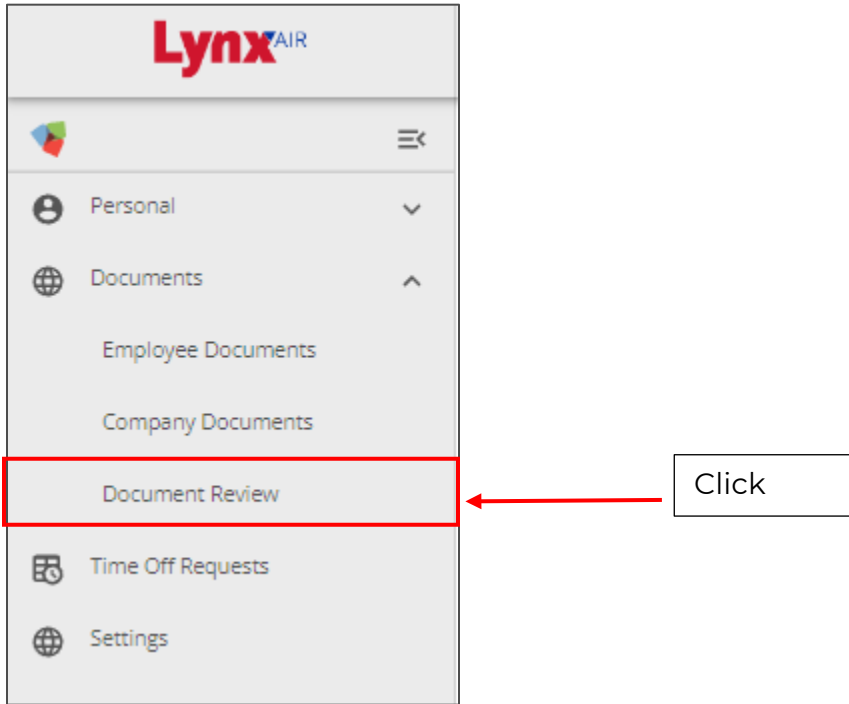 Lynx AIR
Personal
Documents
Employee Documents
Company Documents
Document Review
Click
Time Off Requests
Settings